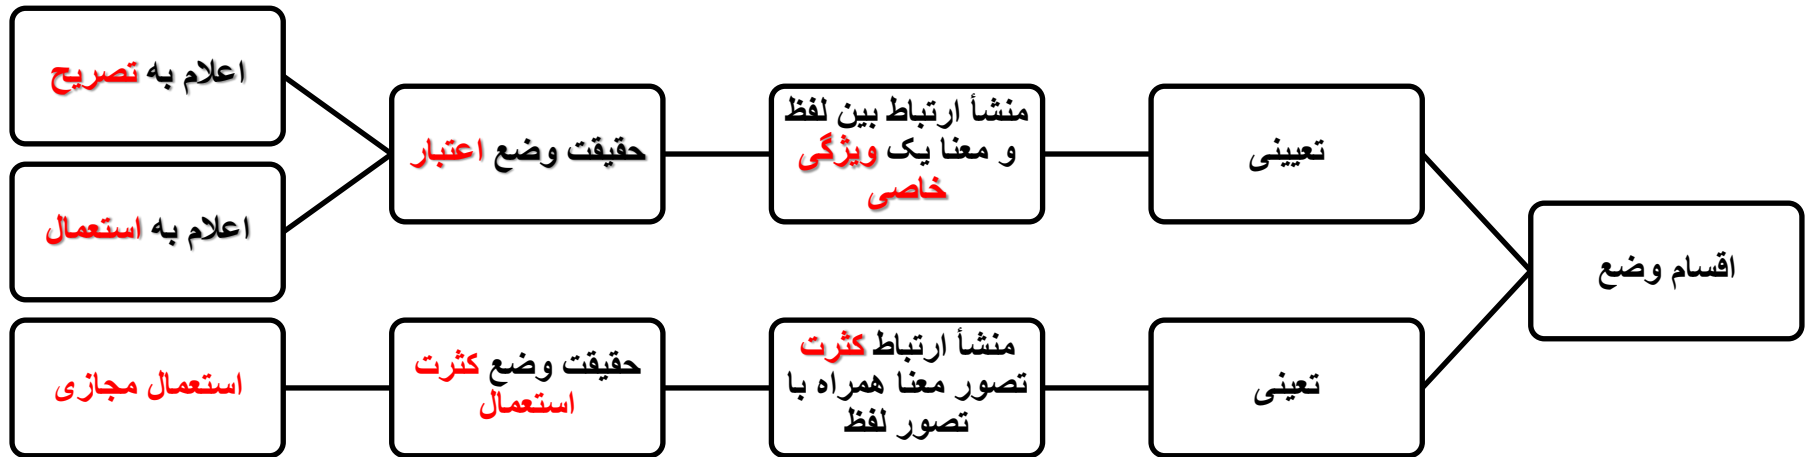 اقسام وضع
تعیینی
منشأ ارتباط بین لفظ
و معنا یک ویژگی
خاصی
حقیقت وضع اعتبار
اعلام به تصریح
اعلام به استعمال
تعینی
منشأ ارتباط کثرت
تصور معنا همراه با
تصور لفظ
حقیقت وضع کثرت
استعمال
استعمال مجازی